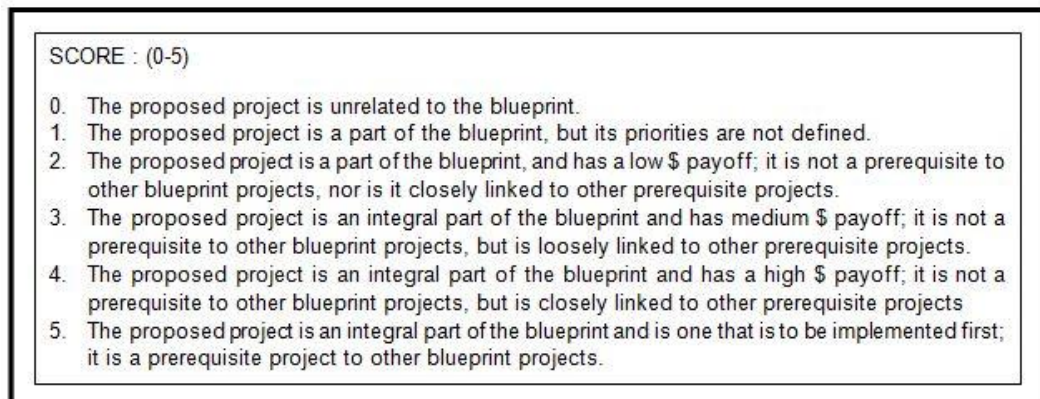 SCORE : (0-5)
0. The proposed project is unrelated to the blueprint.
1. The proposed project is a part of the blueprint, but its priorities are not defined.
2. The proposed project is a part of the blueprint, and has a low $ payoff; it is not a prerequisite to
other blueprint projects, nor is it closely linked to other prerequisite projects.
3. The proposed project is an integral part of the blueprint and has medium $ payoff; it is not a
prerequisite to other blueprint projects, but is loosely linked to other prerequisite projects.
4. The proposed project is an integral part of the blueprint and has a high $ payoff; it is not a
prerequisite to other blueprint projects, but is closely linked to other prerequisite projects
5. The proposed project is an integral part of the blueprint and is one that is to be implemented first;
it is a prerequisite project to other blueprint projects.